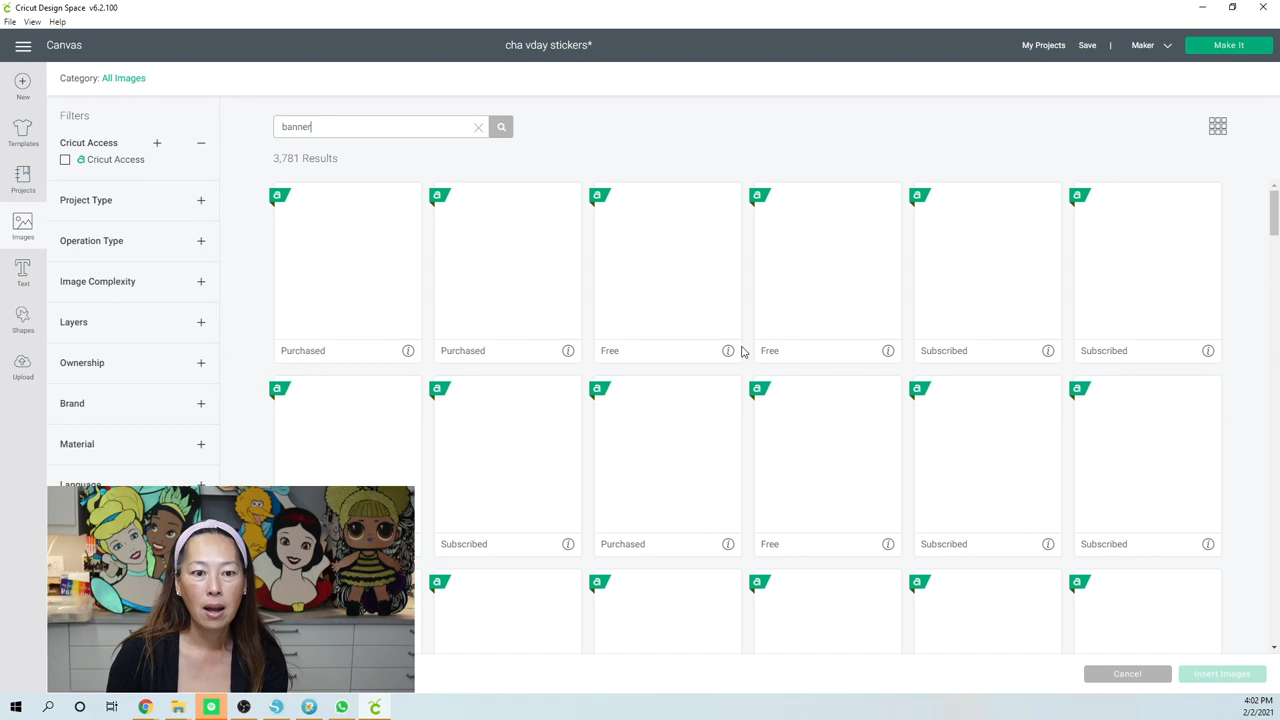 Cricut Design Space v6.2.100
File View Help
Canvas
cha vday stickers*
My Projects Save | Maker Make It
New
Templates
Projects
Images
Text
Shapes
Upload
Category: All Images
Filters
Cricut Access
Cricut Access
Project Type
Operation Type
Image Complexity
Layers
Ownership
Brand
Material
Language
banner
3,781 Results
Purchased
Purchased
Free
Free
Subscribed
Subscribed
Subscribed
Purchased
Free
Subscribed
Subscribed
Cancel
Insert Images
4:02 PM
2/2/2021